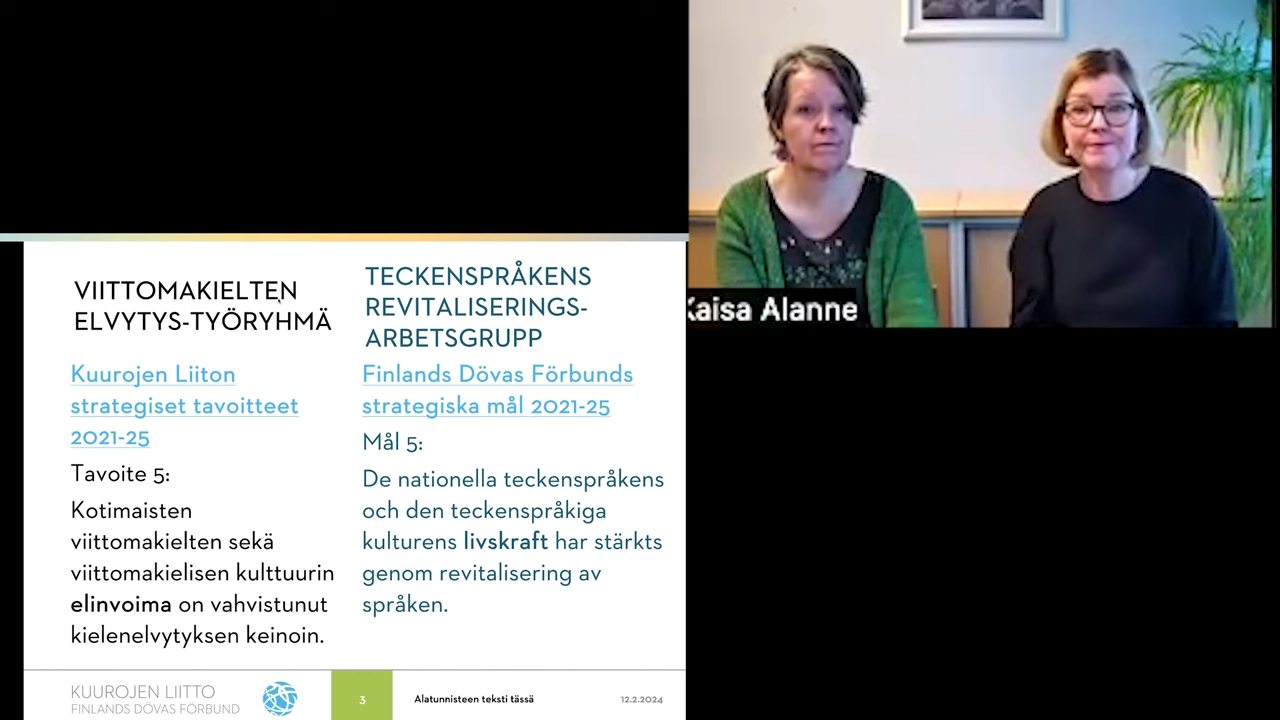 Kaisa Alanne
VIITTOMAKIELTEN
ELVYTYS-TYÖRYHMÄ
Kuurojen Liiton
strategiset tavoitteet
2021-25
Tavoite 5:
Kotimaisten
viittomakielten sekä
viittomakielisen kulttuurin
elinvoima on vahvistunut
kielenelvytyksen keinoin.
TECKENSPRÅKENS
REVITALISERINGS-
ARBETSGRUPP
Finlands Dövas Förbunds
strategiska mål 2021-25
Mål 5:
De nationella teckenspråkens
och den teckenspråkiga
kulturens livskraft har stärkts
genom revitalisering av
språken.
KUUROJEN LIITTO
FINLANDS DÖVAS FÖRBUND
3
Alatunnisteen teksti tässä
12.2.2024